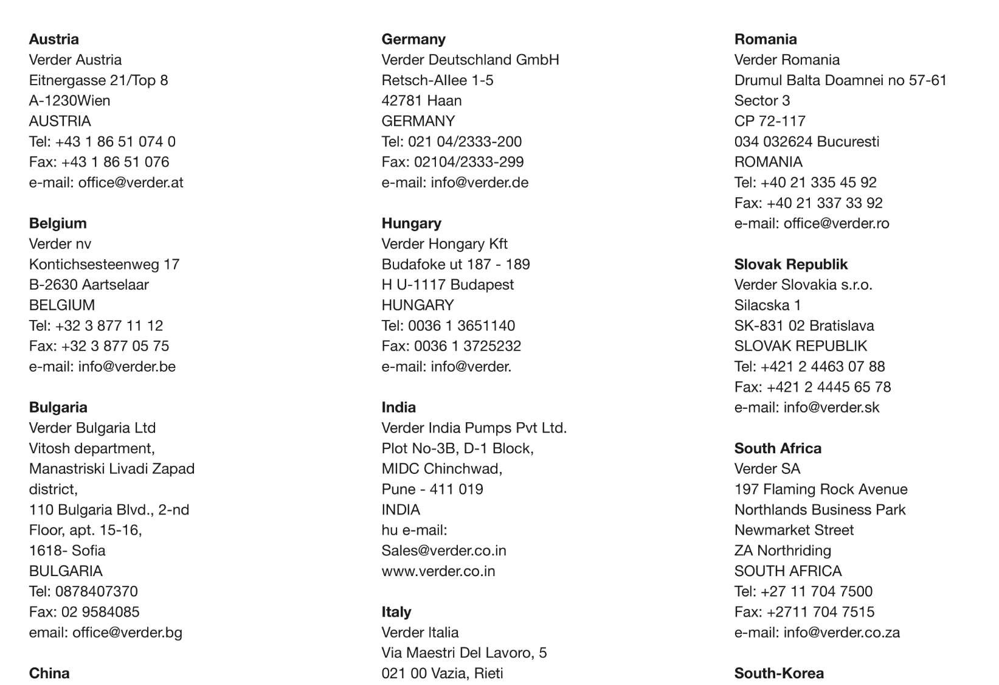 Austria
Verder Austria
Eitnergasse 21/Top 8
A-1230Wien
AUSTRIA
Tel: +43 1 86 51 074 0
Fax: +43 1 86 51 076
e-mail: office@verder.at
Belgium
Verder nv
Kontichsesteenweg 17
B-2630 Aartselaar
BELGIUM
Tel: +32 3 877 11 12
Fax: +32 3 877 05 75
e-mail: info@verder.be
Bulgaria
Verder Bulgaria Ltd
Vitosh department,
Manastriski Livadi Zapad
district,
110 Bulgaria Blvd., 2-nd
Floor, apt. 15-16,
1618- Sofia
BULGARIA
Tel: 0878407370
Fax: 02 9584085
email: office@verder.bg
China
Germany
Verder Deutschland GmbH
Retsch-Allee 1-5
42781 Haan
GERMANY
Tel: 021 04/2333-200
Fax: 02104/2333-299
e-mail: info@verder.de
Hungary
Verder Hongary Kft
Budafoke ut 187 - 189
H U-1117 Budapest
HUNGARY
Tel: 0036 1 3651140
Fax: 0036 1 3725232
e-mail: info@verder.
India
Verder India Pumps Pvt Ltd.
Plot No-3B, D-1 Block,
MIDC Chinchwad,
Pune - 411 019
INDIA
hu e-mail:
Sales@verder.co.in
www.verder.co.in
Italy
Verder Italia
Via Maestri Del Lavoro, 5
021 00 Vazia, Rieti
Romania
Verder Romania
Drumul Balta Doamnei no 57-61
Sector 3
CP 72-117
034 032624 Bucuresti
ROMANIA
Tel: +40 21 335 45 92
Fax: +40 21 337 33 92
e-mail: office@verder.ro
Slovak Republik
Verder Slovakia s.r.o.
Silacska 1
SK-831 02 Bratislava
SLOVAK REPUBLIK
Tel: +421 2 4463 07 88
Fax: +421 2 4445 65 78
e-mail: info@verder.sk
South Africa
Verder SA
197 Flaming Rock Avenue
Northlands Business Park
Newmarket Street
ZA Northriding
SOUTH AFRICA
Tel: +27 11 704 7500
Fax: +2711 704 7515
e-mail: info@verder.co.za
South-Korea